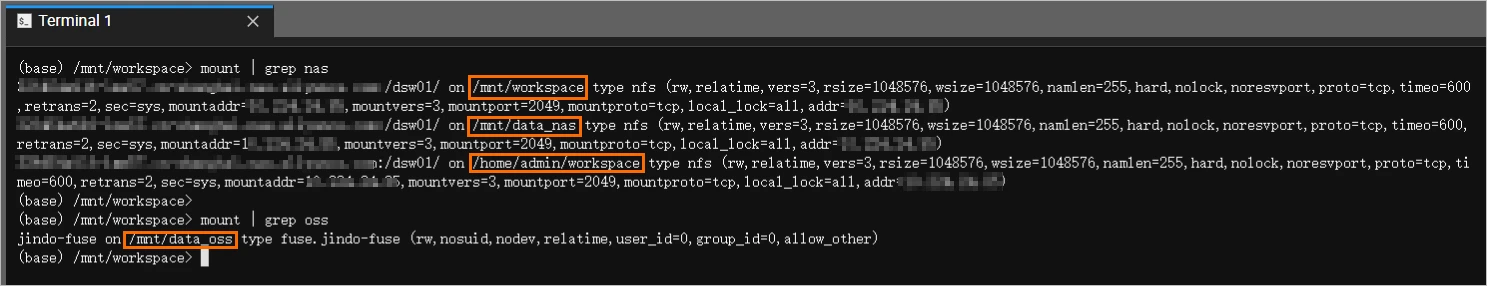 Terminal 1
(base) /mnt/workspace> mount | grep nas
/dsw01/ on /mnt/workspace type nfs (rw,relatime,vers=3,rsize=1048576,wsize=1048576,namlen=255,hard,nolock,noresvport,proto=tcp,timeo=600
,retrans=2,sec=sys,mountaddr= ,mountvers=3,mountport=2049,mountproto=tcp,local_lock=all,addr= )
/dsw01/ on /mnt/data_nas type nfs (rw,relatime,vers=3,rsize=1048576,wsize=1048576,namlen=255,hard,nolock,noresvport,proto=tcp,timeo=600,
retrans=2,sec=sys,mountaddr= ,mountvers=3,mountport=2049,mountproto=tcp,local_lock=all,addr= )
:/dsw01/ on /home/admin/workspace type nfs (rw,relatime,vers=3,rsize=1048576,wsize=1048576,namlen=255,hard,nolock,noresvport,proto=tcp,ti
meo=600,retrans=2,sec=sys,mountaddr= ,mountvers=3,mountport=2049,mountproto=tcp,local_lock=all,addr= )
(base) /mnt/workspace>
(base) /mnt/workspace> mount | grep oss
jindo-fuse on /mnt/data_oss type fuse.jindo-fuse (rw,nosuid,nodev,relatime,user_id=0,group_id=0,allow_other)
(base) /mnt/workspace>